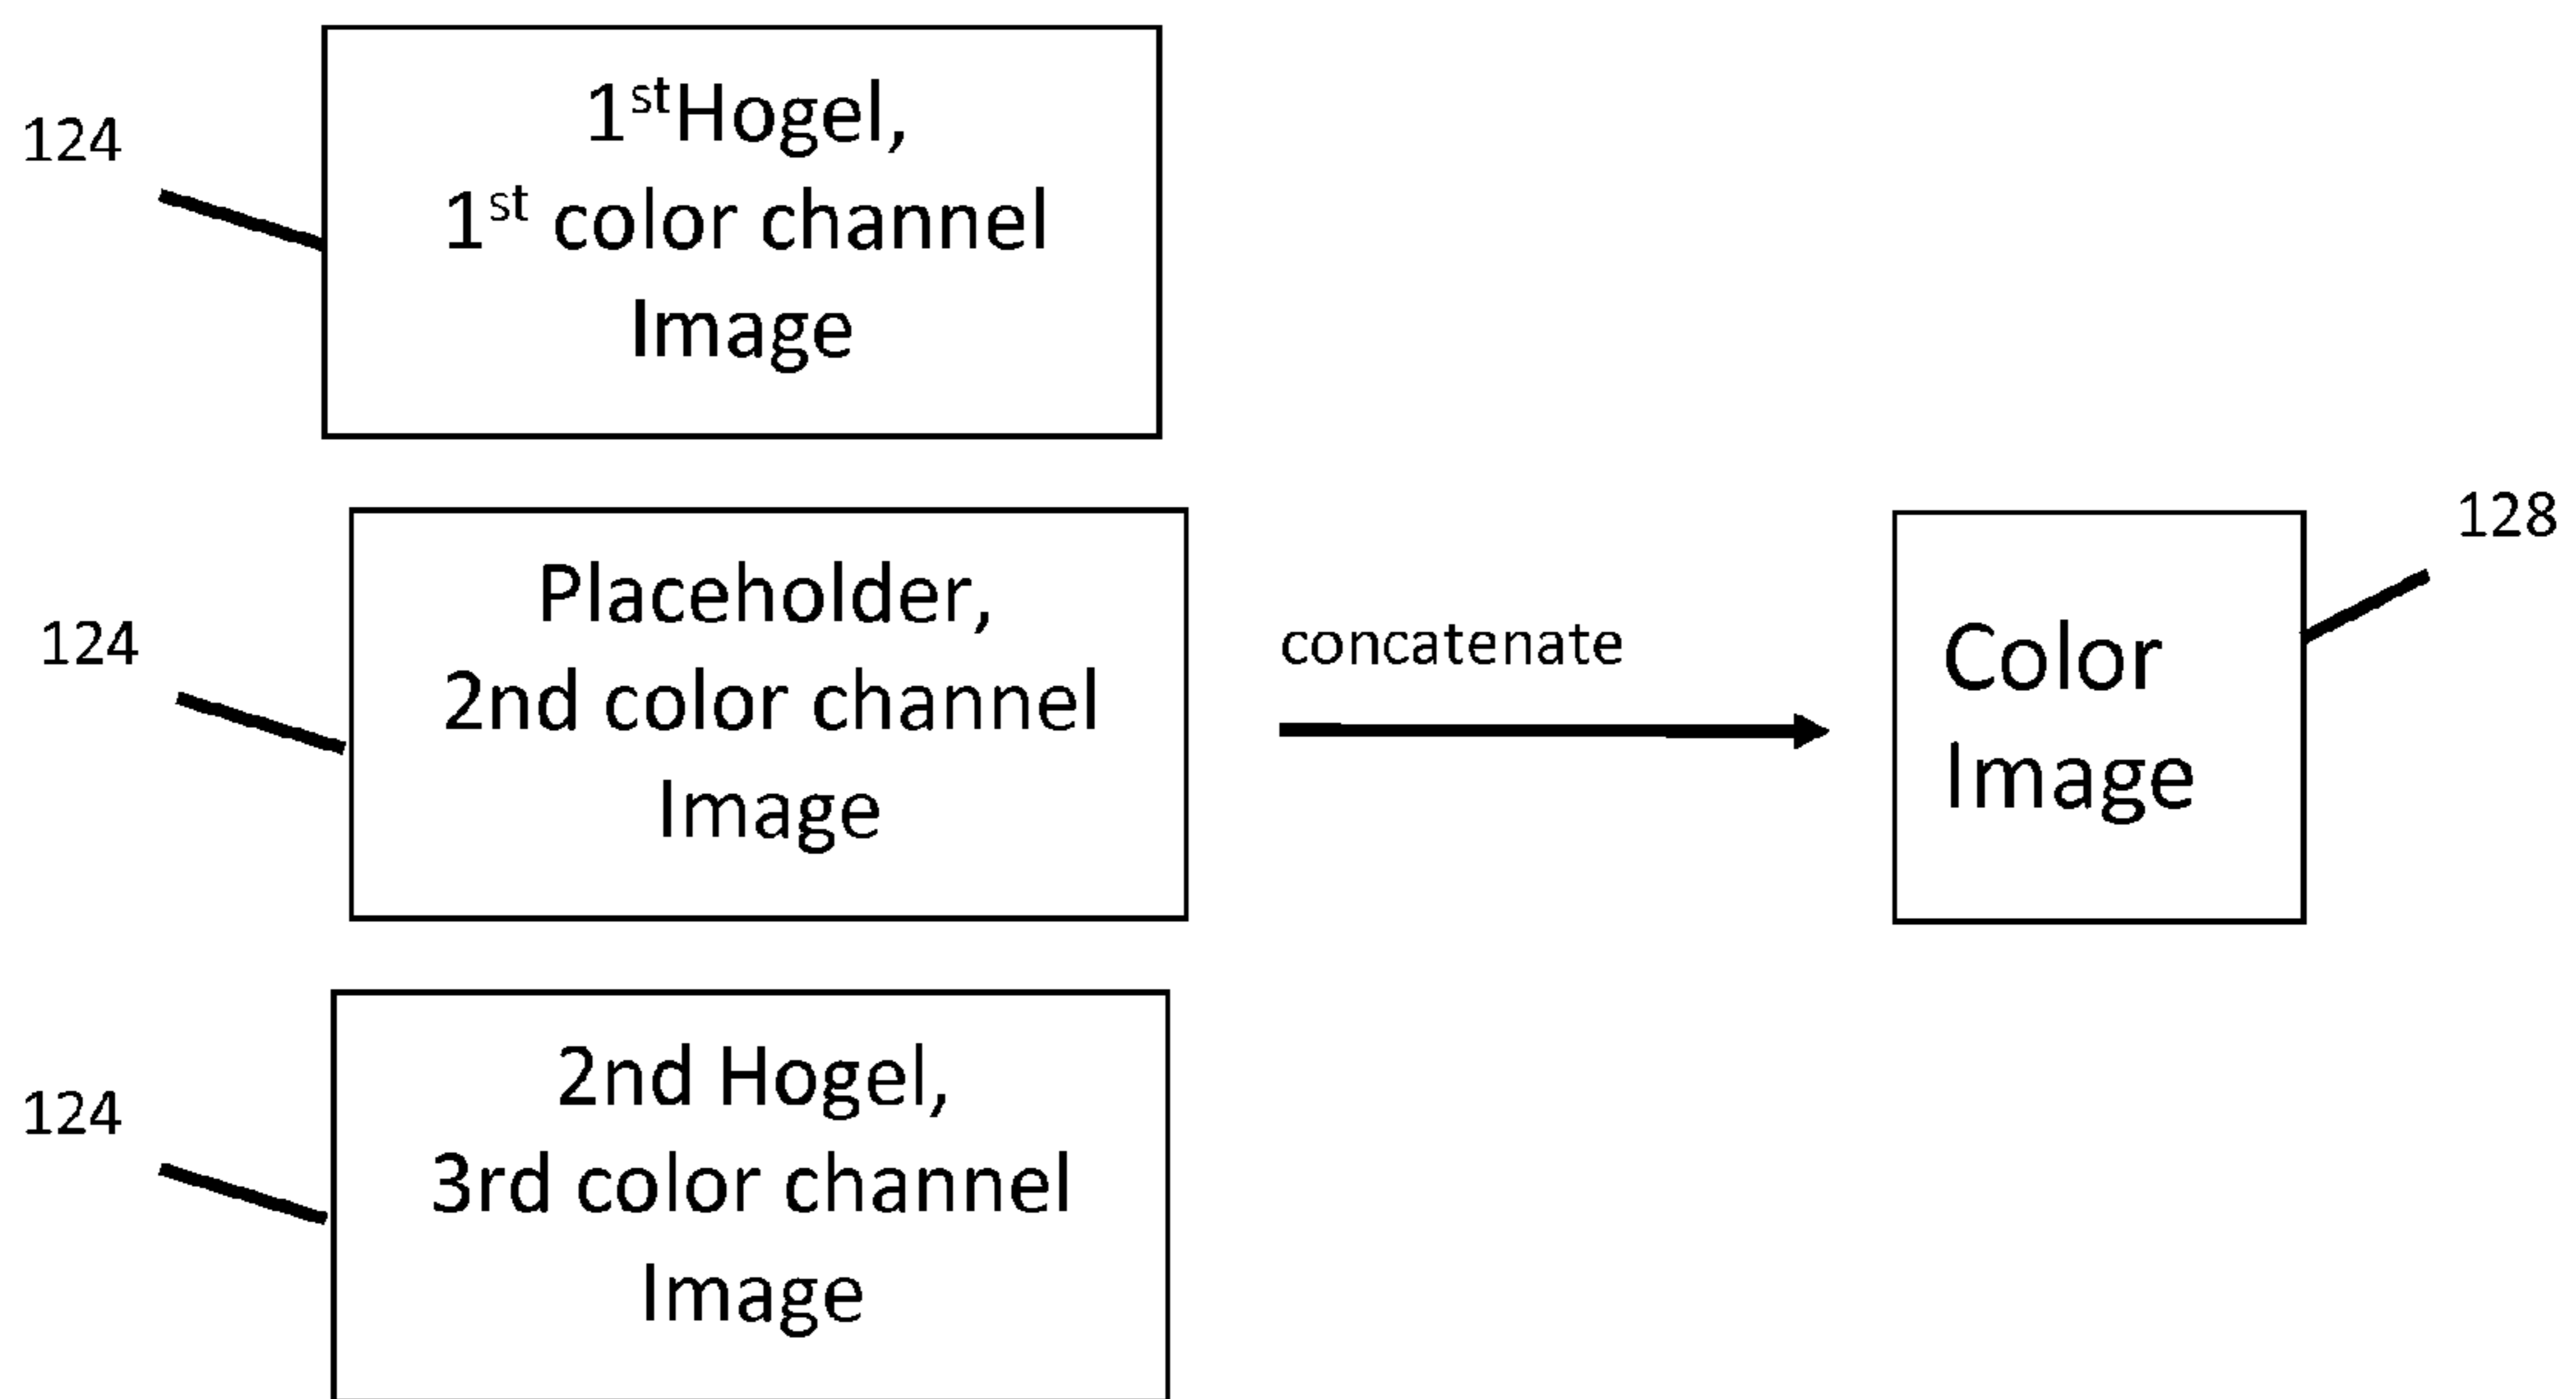 124
1stHogel,
1st color channel
Image
124
Placeholder,
2nd color channel
Image
concatenate
Color
Image
128
124
2nd Hogel,
3rd color channel
Image